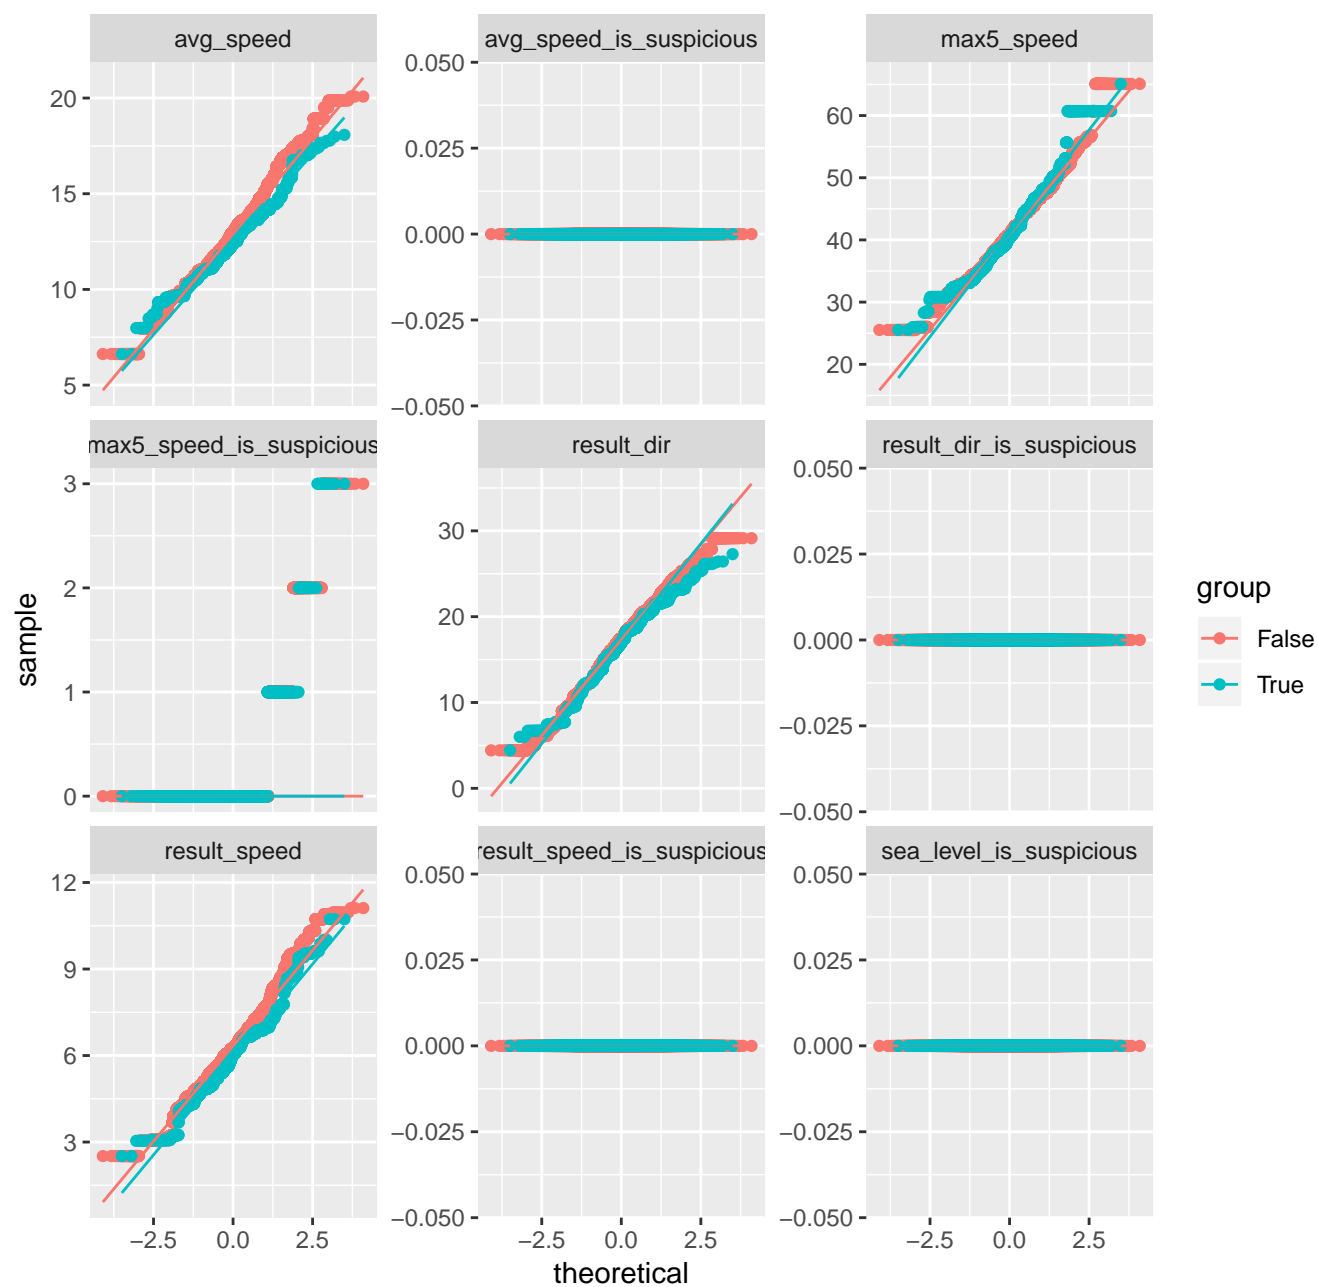 avg_speed
avg_speed_is_suspicious
max5_speed
20
15
10
5
0.050
0.025
0.000
−0.025
−0.050
60
50
40
30
20
max5_speed_is_suspicious
result_dir
result_dir_is_suspicious
3
2
1
0
30
20
10
0
0.050
0.025
0.000
−0.025
−0.050
result_speed
result_speed_is_suspicious
sea_level_is_suspicious
12
9
6
3
0.050
0.025
0.000
−0.025
−0.050
0.050
0.025
0.000
−0.025
−0.050
−2.5 0.0 2.5
−2.5 0.0 2.5
−2.5 0.0 2.5
theoretical
sample
group
False
True